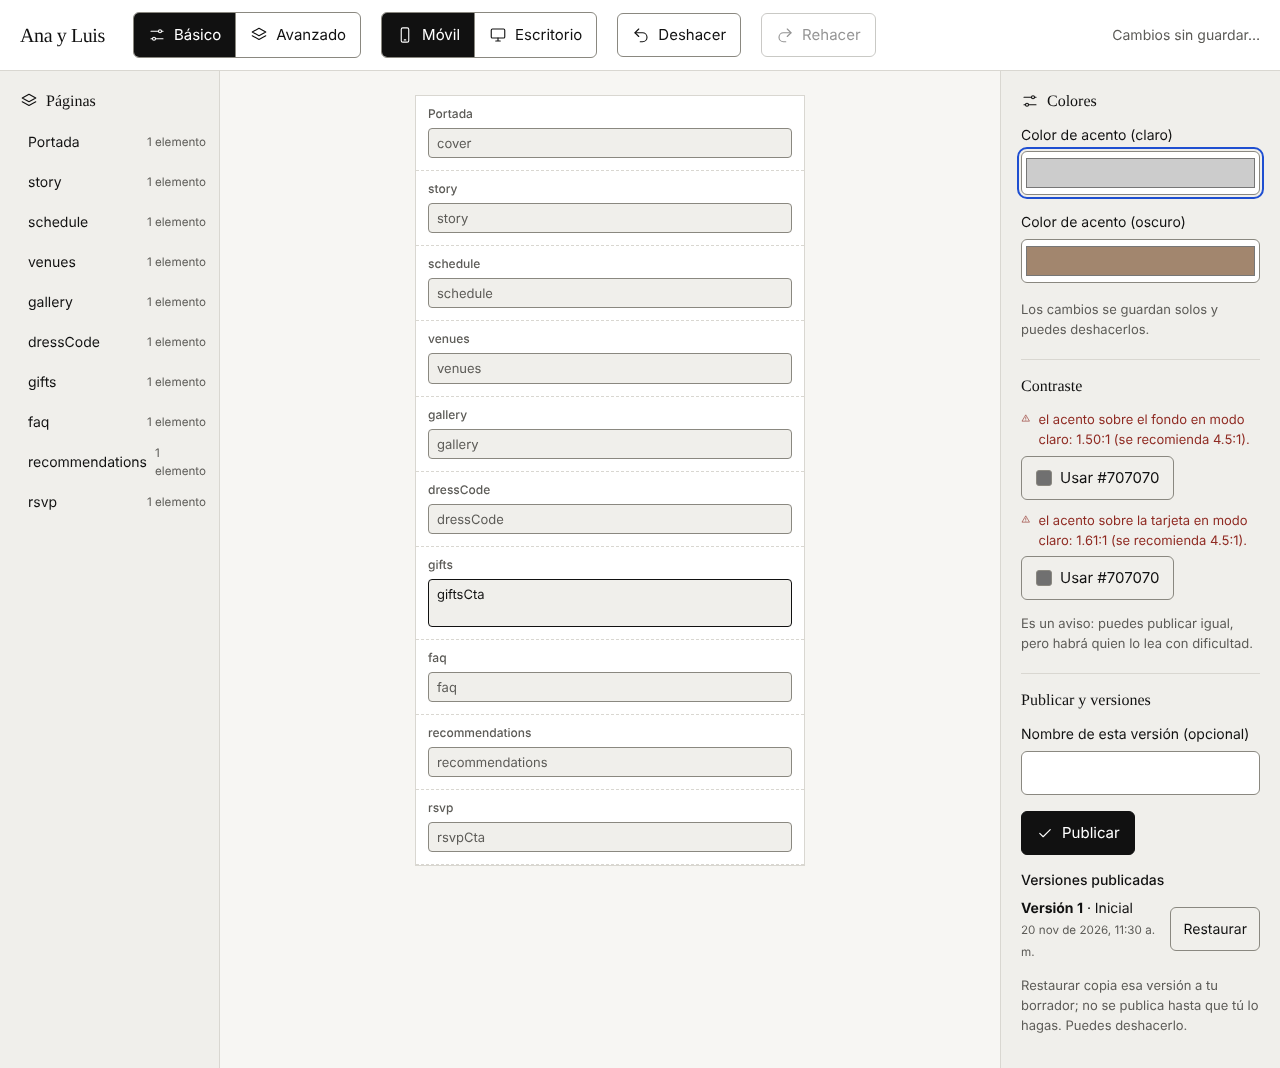 Ana y Luis
Básico
Avanzado
Móvil
Escritorio
Deshacer
Rehacer
Cambios sin guardar...
Páginas
Portada 1 elemento
story 1 elemento
schedule 1 elemento
venues 1 elemento
gallery 1 elemento
dressCode 1 elemento
gifts 1 elemento
faq 1 elemento
recommendations 1 elemento
rsvp 1 elemento
Portada
cover
story
story
schedule
schedule
venues
venues
gallery
gallery
dressCode
dressCode
gifts
giftsCta
faq
faq
recommendations
recommendations
rsvp
rsvpCta
Colores
Color de acento (claro)
Color de acento (oscuro)
Los cambios se guardan solos y
puedes deshacerlos.
Contraste
el acento sobre el fondo en modo
claro: 1.50:1 (se recomienda 4.5:1).
Usar #707070
el acento sobre la tarjeta en modo
claro: 1.61:1 (se recomienda 4.5:1).
Usar #707070
Es un aviso: puedes publicar igual,
pero habrá quien lo lea con dificultad.
Publicar y versiones
Nombre de esta versión (opcional)
Publicar
Versiones publicadas
Versión 1 · Inicial
20 nov de 2026, 11:30 a.
m.
Restaurar
Restaurar copia esa versión a tu
borrador; no se publica hasta que tú lo
hagas. Puedes deshacerlo.